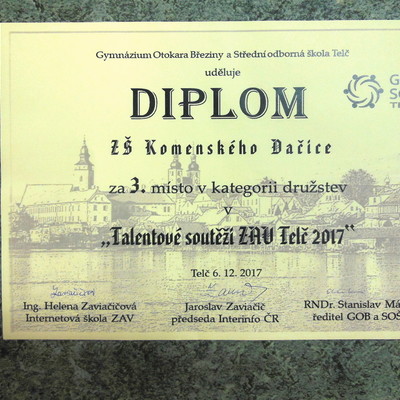 Gymnázium Otokara Březiny a Střední odborná škola Telč
uděluje
DIPLOM
ZŠ Komenského Dačice
za 3. místo v kategorii družstev
v
„Talentové soutěži ZAV Telč 2017“
Telč 6. 12. 2017
Ing. Helena Zaviačičová
Internetová škola ZAV
Jaroslav Zaviačič
předseda Interinfo ČR
RNDr. Stanislav
ředitel GOB a SOŠ